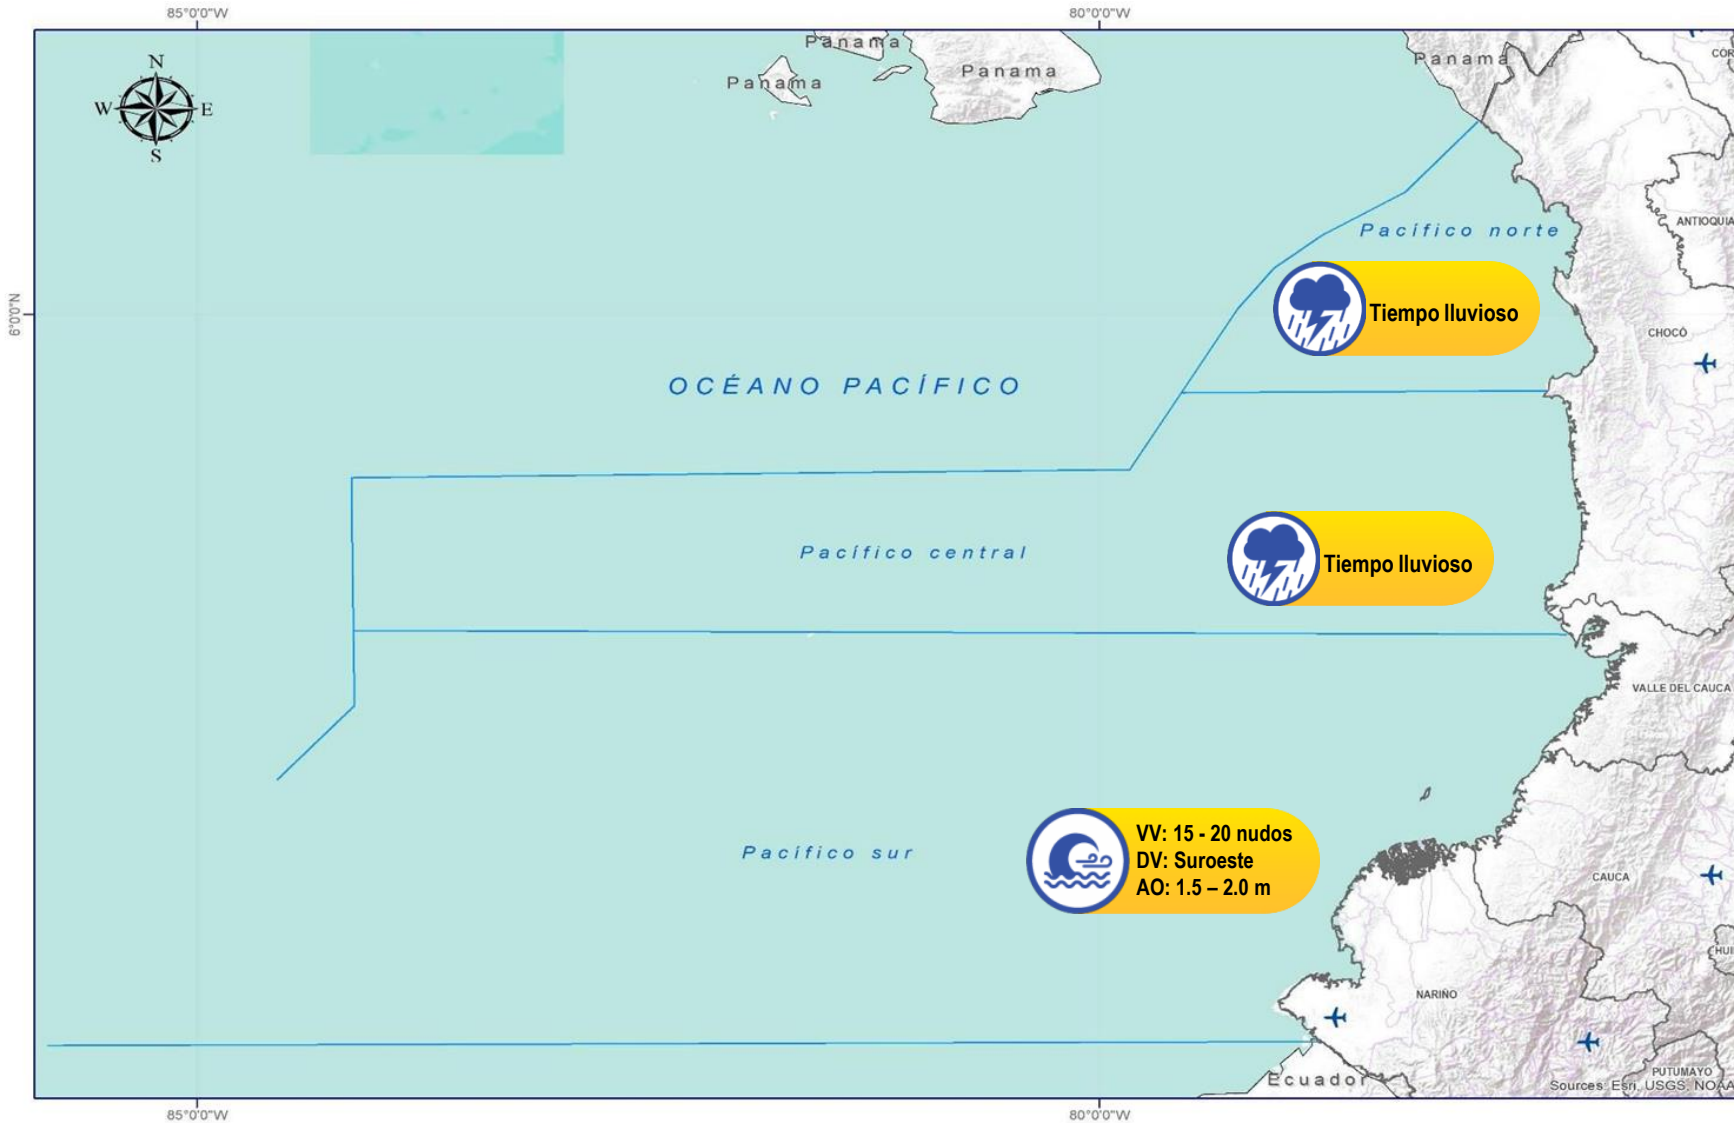 85°0'0"W
80°0'0"W
Panama
Panama
Panama
Panama
N
W
E
S
ANTIOQUIA
Pacífico norte
6°0'0"N
Tiempo lluvioso
CHOCÓ
OCÉANO PACÍFICO
Pacífico central
Tiempo lluvioso
VALLE DEL CAUCA
VV: 15 - 20 nudos
DV: Suroeste
AO: 1.5 – 2.0 m
Pacífico sur
CAUCA
NARIÑO
PUTUMAYO
Ecuador
Sources: Esri, USGS, NOAA
85°0'0"W
80°0'0"W